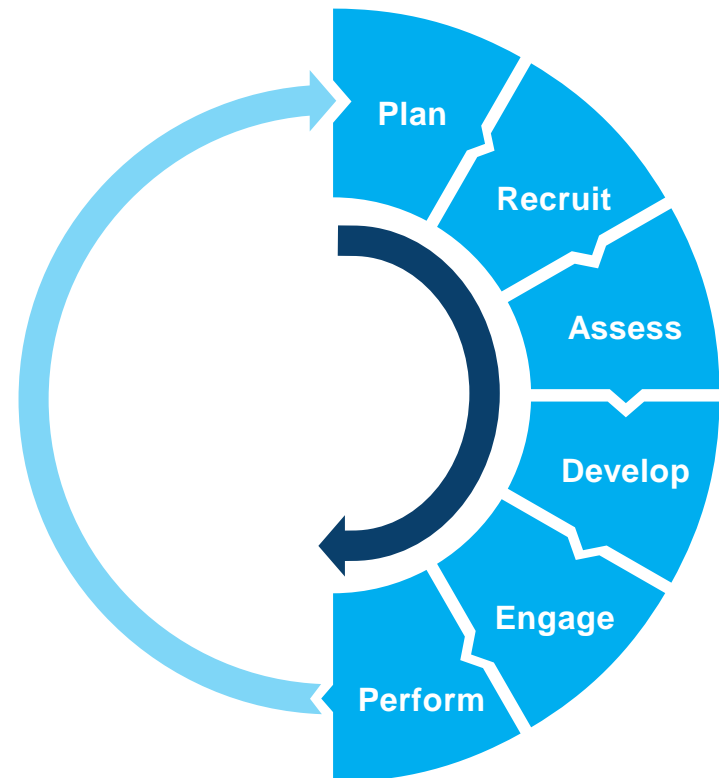 Plan
Recruit
Assess
Develop
Engage
Perform